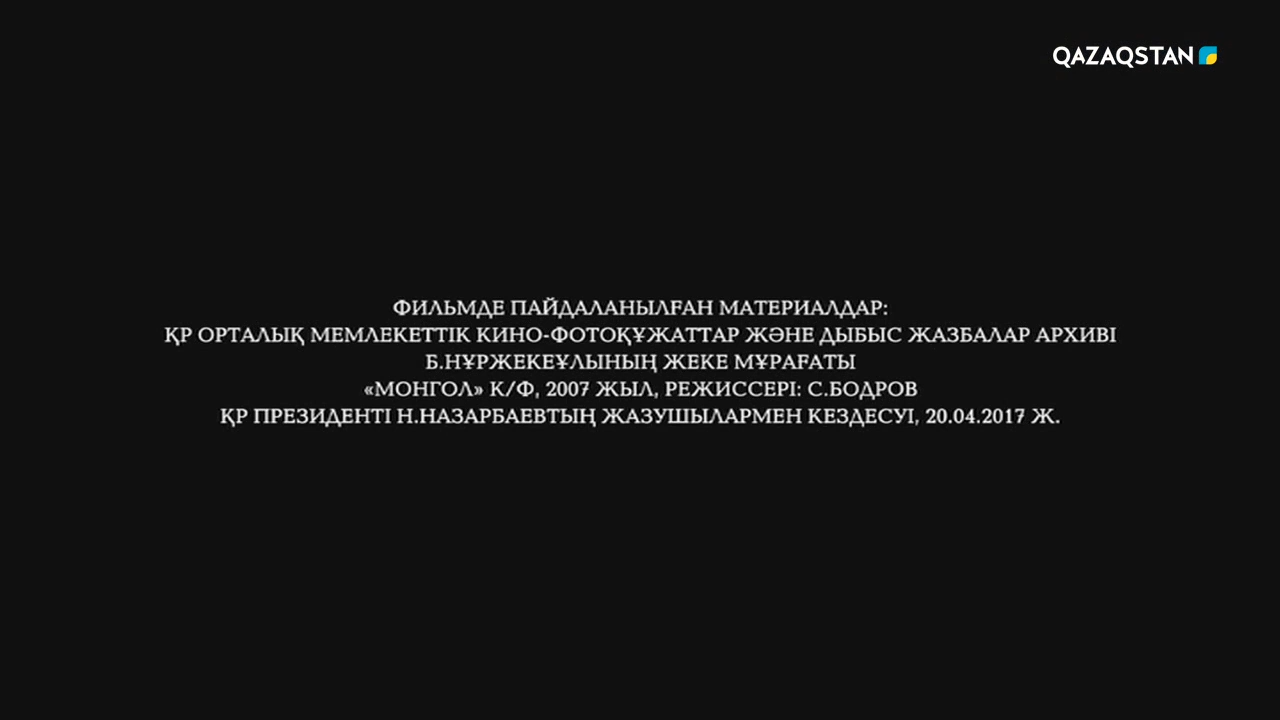 QAZAQSTAN
ФИЛЬМДЕ ПАЙДАЛАНЫЛҒАН МАТЕРИАЛДАР:
ҚР ОРТАЛЫҚ МЕМЛЕКЕТТІК КИНО-ФОТОҚҰЖАТТАР ЖӘНЕ ДЫБЫС ЖАЗБАЛАР АРХИВІ
Б.НҰРЖЕКЕҰЛЫНЫҢ ЖЕКЕ МҰРАҒАТЫ
«МОНГОЛ» К/Ф, 2007 ЖЫЛ, РЕЖИССЕРІ: С.БОДРОВ
ҚР ПРЕЗИДЕНТІ Н.НАЗАРБАЕВТЫҢ ЖАЗУШЫЛАРМЕН КЕЗДЕСУІ, 20.04.2017 Ж.